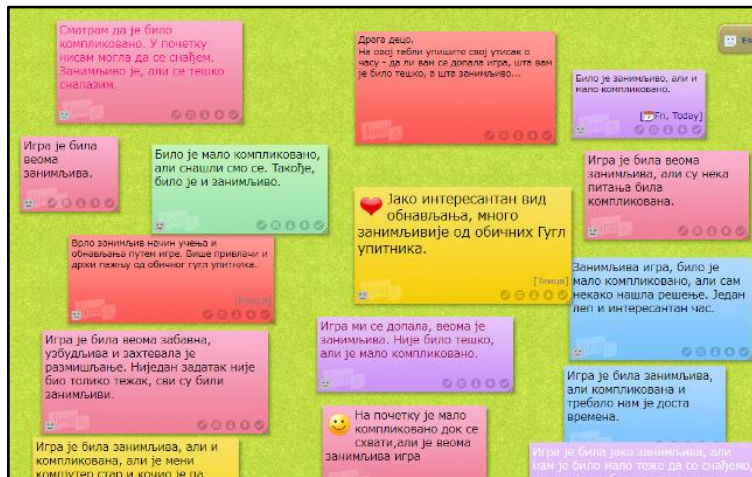 Сматрам да је било
компликовано. У почетку
нисам могла да се снађем.
Занимљиво је, али се тешко
сналазим.
Драга децо,
На овој табли упишите свој утисак о
часу - да ли вам се допала игра, шта вам
је било тешко, а шта занимљиво...
Било је занимљиво, али и
мало компликовано.
[Fri, Today]
Игра је била
веома
занимљива.
Било је мало компликовано,
али снашли смо се. Такође,
било је и занимљиво.
Игра је била веома
занимљива, али су нека
питања била
компликована.
Јако интересантан вид
обнављања, много
занимљивије од обичних Гугл
упитника.
Врло занимљив начин учења и
обнављања путем игре. Више привлачи и
држи пажњу од обичног гугл упитника.
Занимљива игра, било је
мало компликовано, али сам
некако нашла решење. Један
леп и интересантан час.
Игра ми се допала, веома је
занимљива. Није било тешко,
али је мало компликовано.
Игра је била веома забавна,
узбудљива и захтевала је
размишљање. Ниједан задатак није
био толико тежак, сви су били
занимљиви.
Игра је била занимљива,
али компликована и
требало нам је доста
времена.
На почетку је мало
компликовано док се
схвати,али је веома
занимљива игра
Игра је била занимљива, али и
компликована, али је мени
компјутер стар и кочио је да
Игра је била јако занимљива, али
нам је било мало теже да се снађемо,